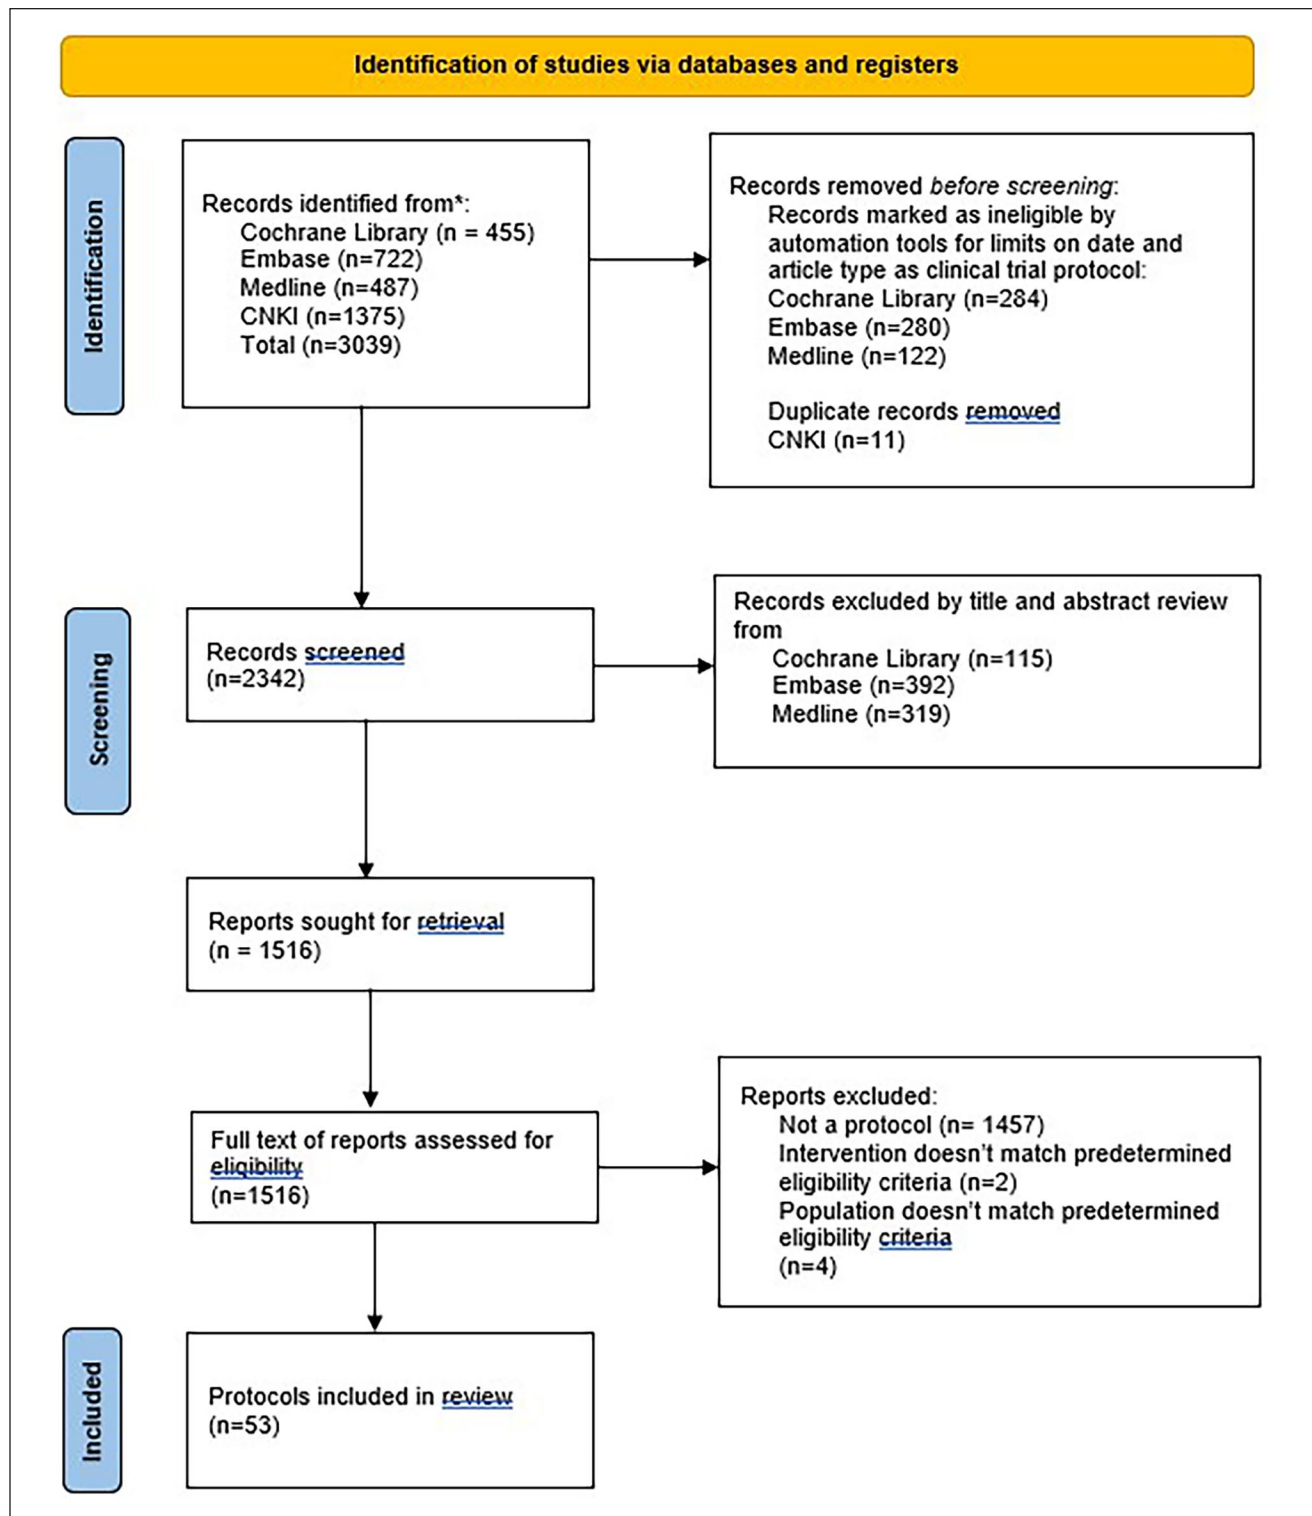 Identification of studies via databases and registers
Identification
Records identified from*:
Cochrane Library (n = 455)
Embase (n=722)
Medline (n=487)
CNKI (n=1375)
Total (n=3039)
Records removed before screening:
Records marked as ineligible by
automation tools for limits on date and
article type as clinical trial protocol:
Cochrane Library (n=284)
Embase (n=280)
Medline (n=122)
Duplicate records removed
CNKI (n=11)
Screening
Records screened
(n=2342)
Records excluded by title and abstract review
from
Cochrane Library (n=115)
Embase (n=392)
Medline (n=319)
Reports sought for retrieval
(n = 1516)
Full text of reports assessed for
eligibility
(n=1516)
Reports excluded:
Not a protocol (n= 1457)
Intervention doesn't match predetermined
eligibility criteria (n=2)
Population doesn't match predetermined
eligibility criteria
(n=4)
Included
Protocols included in review
(n=53)